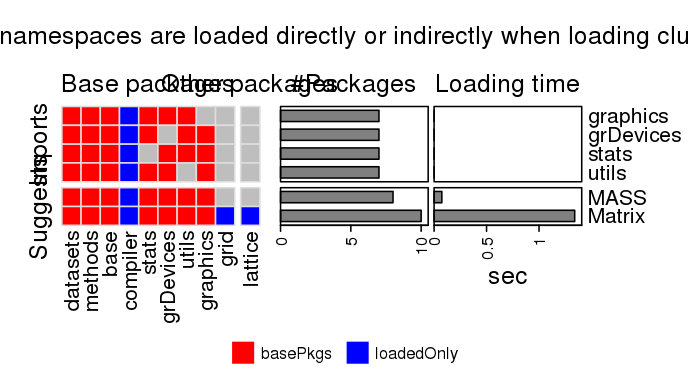 namespaces are loaded directly or indirectly when loading clu
Base packages
Other packages
#Packages
Loading time
Imports
Suggests
graphics
grDevices
stats
utils
MASS
Matrix
datasets
methods
base
compiler
stats
grDevices
utils
graphics
grid
lattice
0 5 10
0 0.5 1
sec
basePkgs loadedOnly